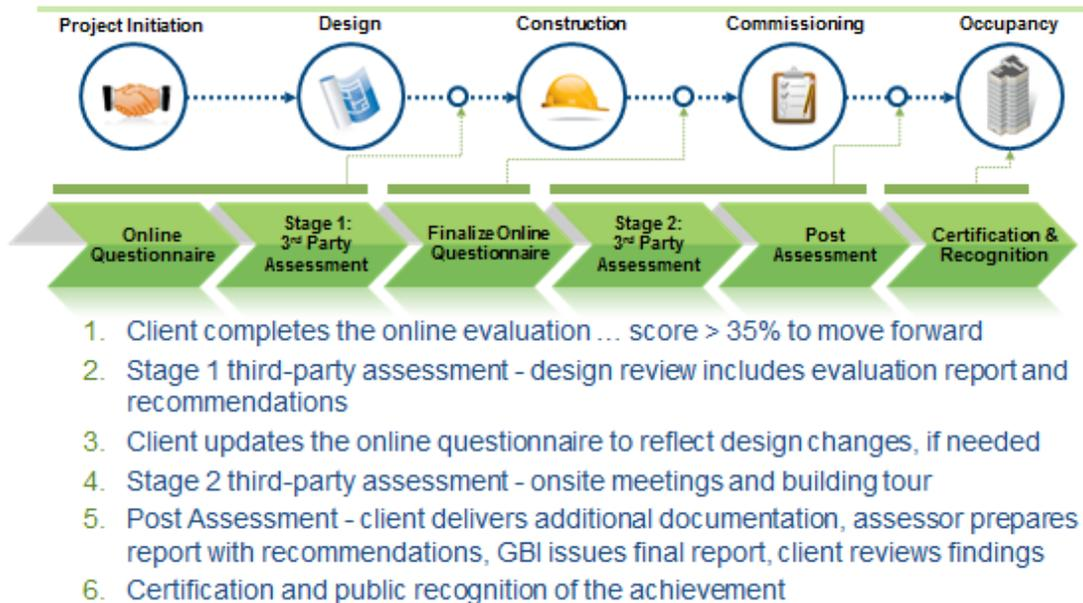 Project Initiation
Design
Construction
Commissioning
Occupancy
Online
Questionnaire
Stage 1:
3rd Party
Assessment
Finalize Online
Questionnaire
Stage 2:
3rd Party
Assessment
Post
Assessment
Certification &
Recognition
1. Client completes the online evaluation ... score > 35% to move forward
2. Stage 1 third-party assessment - design review includes evaluation report and
recommendations
3. Client updates the online questionnaire to reflect design changes, if needed
4. Stage 2 third-party assessment - onsite meetings and building tour
5. Post Assessment - client delivers additional documentation, assessor prepares
report with recommendations, GBI issues final report, client reviews findings
6. Certification and public recognition of the achievement